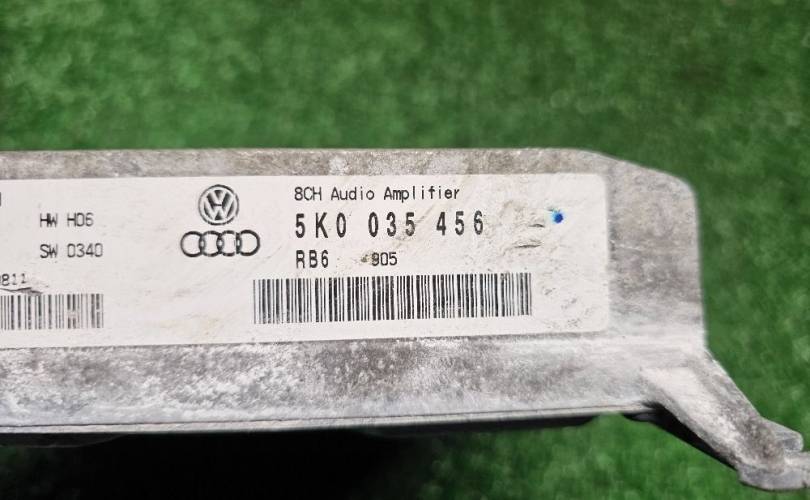 HW H06
SW 0340
8CH Audio Amplifier
5K0 035 456
RB6 905